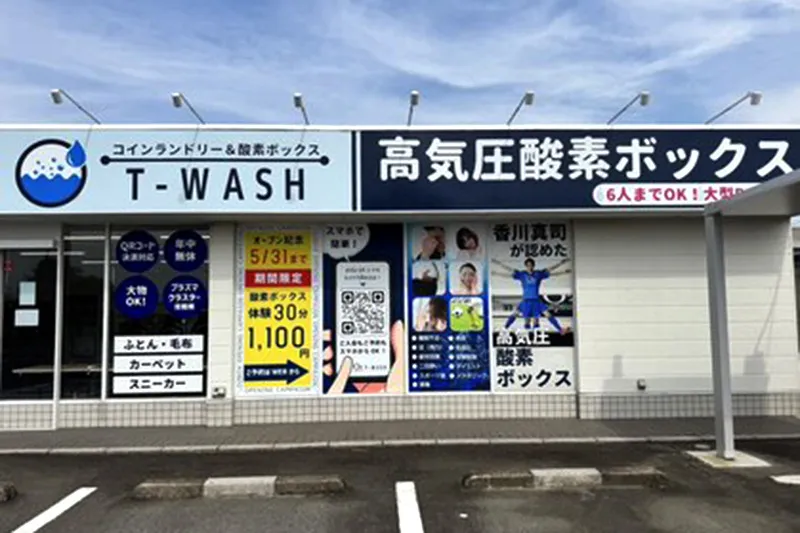 コインランドリー＆酸素ボックス
T-WASH
高気圧酸素ボックス
6人までOK！大型
QRコード
決済対応
年中
無休
大物
OK!
プラズマ
クラスター
ふとん・毛布
カーペット
スニーカー
オープン記念
5/31まで
期間限定
酸素ボックス
体験30分
1,100円
ご予約は WEB から
スマホで
簡単！
香川真司
が認めた
高気圧
酸素
ボックス